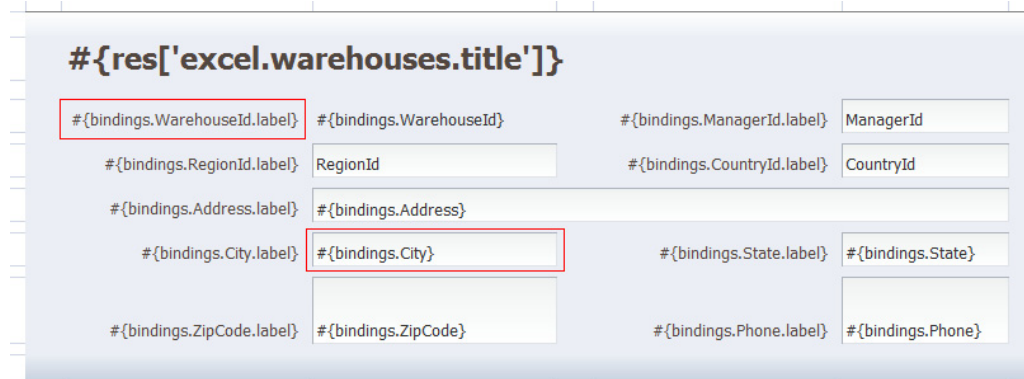 #{res['excel.warehouses.title']}
#{bindings.WarehouseId.label} #{bindings.WarehouseId} #{bindings.ManagerId.label} ManagerId
#{bindings.RegionId.label} RegionId #{bindings.CountryId.label} CountryId
#{bindings.Address.label} #{bindings.Address}
#{bindings.City.label} #{bindings.City} #{bindings.State.label} #{bindings.State}
#{bindings.ZipCode.label} #{bindings.ZipCode} #{bindings.Phone.label} #{bindings.Phone}